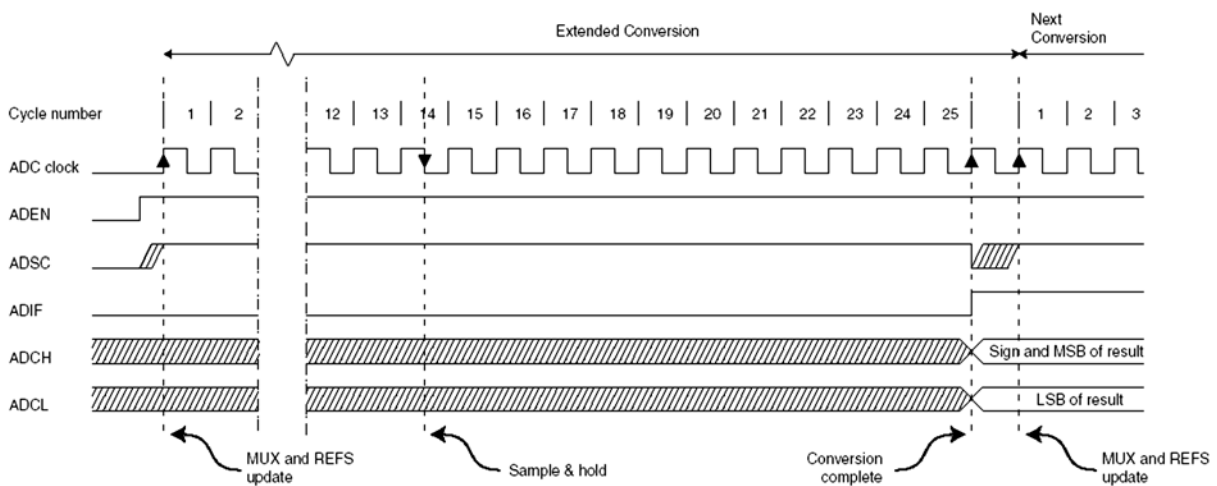 Extended Conversion
Next
Conversion
Cycle number 1 2 12 13 14 15 16 17 18 19 20 21 22 23 24 25 1 2 3
ADC clock
ADEN
ADSC
ADIF
ADCH Sign and MSB of result
ADCL LSB of result
MUX and REFS
update
Sample & hold
Conversion
complete
MUX and REFS
update